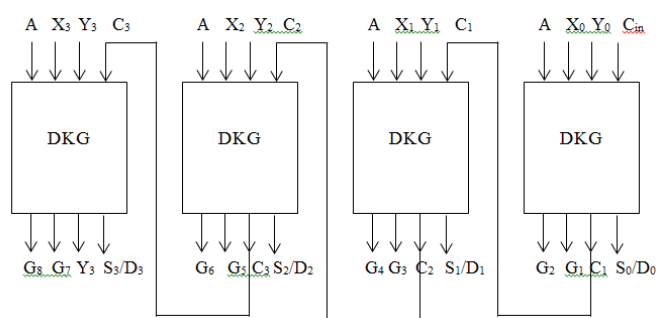 A X₃ Y₃ C₃ A X₂ Y₂ C₂ A X₁ Y₁ C₁ A X₀ Y₀ Cᵢₙ
DKG DKG DKG DKG
G₈ G₇ Y₃ S₃/D₃ G₆ G₅ C₃ S₂/D₂ G₄ G₃ C₂ S₁/D₁ G₂ G₁ C₁ S₀/D₀